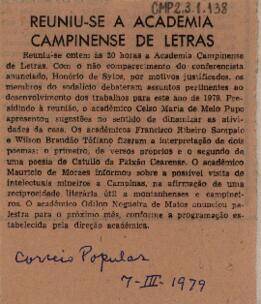 CMP2.3.1.138
REUNIU-SE A ACADEMIA
CAMPINENSE DE LETRAS
Reuniu-se ontem às 20 horas a Academia Campinense
de Letras. Com o não comparecimento do conferencista
anunciado, Honório de Sylos, por motivos justificados, os
membros do sodalício debateram assuntos pertinentes ao
desenvolvimento dos trabalhos para este ano de 1979. Pre-
sidindo à reunião, o acadêmico Celso Maria de Mello Pupo
apresentou sugestões no sentido de dinamizar as ativida-
des da casa. Os acadêmicos Francisco Ribeiro Sampaio
e Wilson Brandão Tófano fizeram a interpretação de dois
poemas: o primeiro, de versos próprios e o segundo de
uma poesia de Catullo da Paixão Cearense. O acadêmico
Maurício de Moraes informou sobre a possível visita de
intelectuais mineiros a Campinas, na afirmação de uma
reciprocidade literária útil a montanheses e campinei-
ros. O acadêmico Odilon Nogueira de Matos anunciou pa-
lestra para o próximo mês, conforme a programação es-
tabelecida pela direção acadêmica.
Correio Popular
7-III-1979